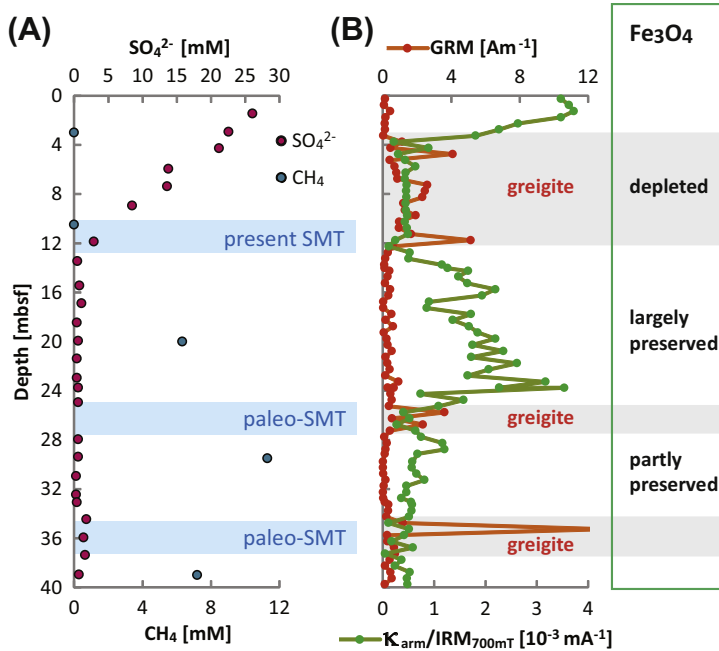 (A)
SO₄²⁻ [mM]
0 5 10 15 20 25 30
0
4
8
12
16
20
24
28
32
36
40
Depth [mbsf]
SO₄²⁻
CH₄
present SMT
paleo-SMT
paleo-SMT
0 4 8 12
CH₄ [mM]
(B)
GRM [Am⁻¹]
0 4 8 12
greigite
greigite
greigite
0 1 2 3 4
κarm/IRM700mT [10⁻³ mA⁻¹]
Fe₃O₄
depleted
largely
preserved
partly
preserved